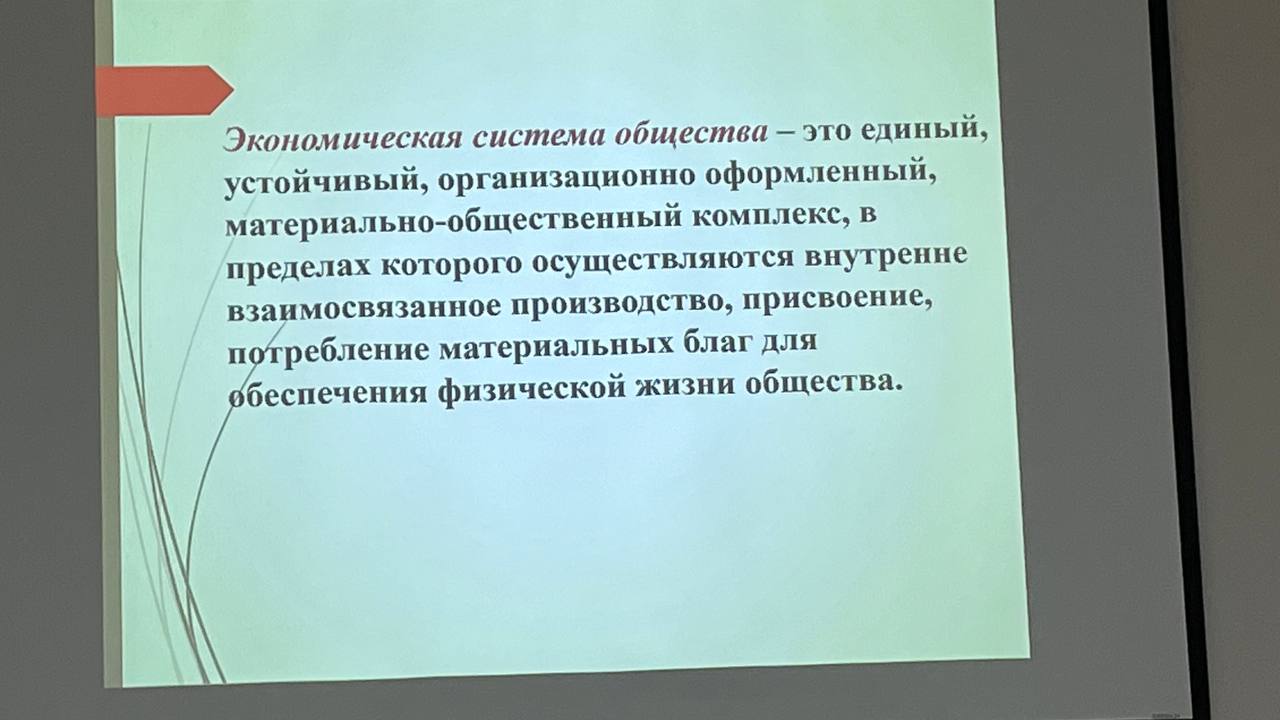 Экономическая система общества – это единый,
устойчивый, организационно оформленный,
материально-общественный комплекс, в
пределах которого осуществляются внутренне
взаимосвязанное производство, присвоение,
потребление материальных благ для
обеспечения физической жизни общества.